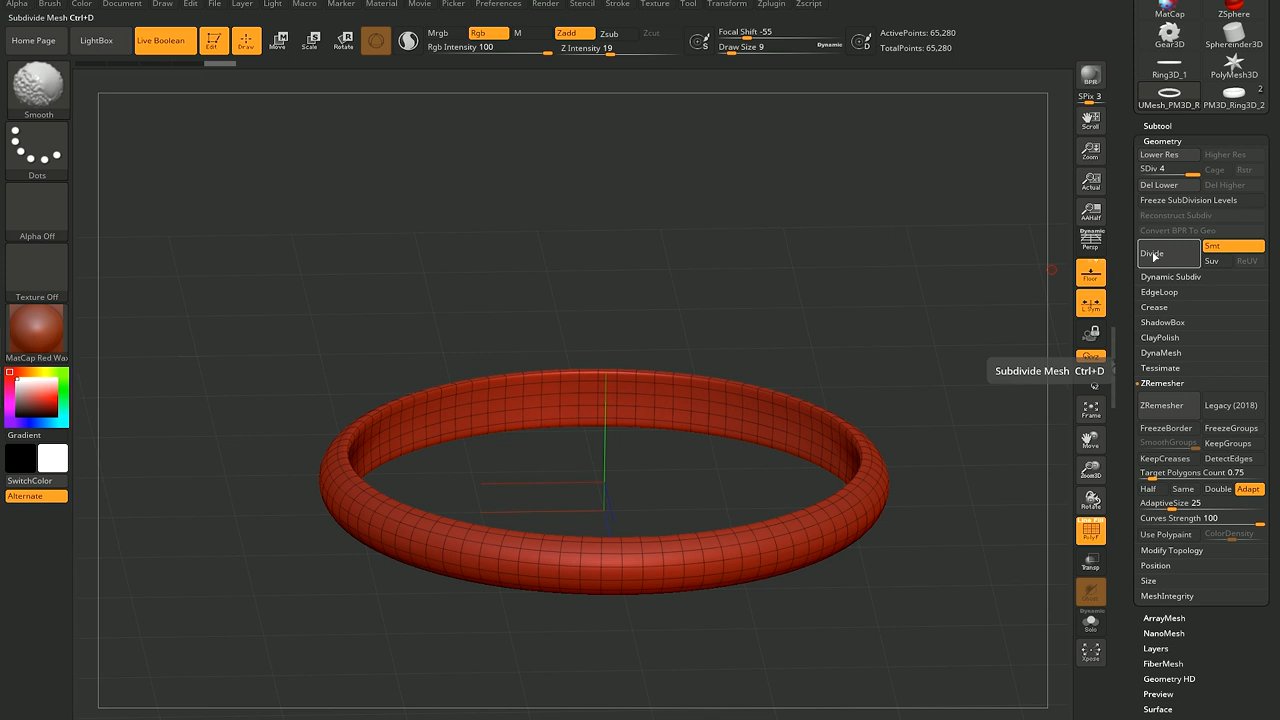 Alpha Brush Color Document Draw Edit File Layer Light Macro Marker Material Movie Picker Preferences Render Stencil Stroke Texture Tool Transform Zplugin Zscript
Subdivide Mesh Ctrl+D
Home Page
LightBox
Live Boolean
Edit
Draw
Move
Scale
Rotate
Mrgb Rgb M
Rgb Intensity 100
Zadd Zsub Zcut
Z Intensity 19
S
Focal Shift -55
Draw Size 9 Dynamic
D
ActivePoints: 65,280
TotalPoints: 65,280
Smooth
Dots
Alpha Off
Texture Off
MatCap Red Wax
Gradient
SwitchColor
Alternate
BPR
SPix 3
Scroll
Zoom
Actual
AAHalf
Dynamic
Persp
Floor
L.Sym
Frame
Move
Zoom3D
Rotate
Line Fill
PolyF
Transp
Dynamic
Solo
Xpose
Subdivide Mesh Ctrl+D
MatCap ZSphere
Gear3D Sphereinder3D
Ring3D_1 PolyMesh3D
2
UMesh_PM3D_R PM3D_Ring3D_2
Subtool
Geometry
Lower Res Higher Res
SDiv 4 Cage Rstr
Del Lower Del Higher
Freeze SubDivision Levels
Reconstruct Subdiv
Convert BPR To Geo
Divide
Smt
Suv ReUV
Dynamic Subdiv
EdgeLoop
Crease
ShadowBox
ClayPolish
DynaMesh
Tessimate
ZRemesher
ZRemesher Legacy (2018)
FreezeBorder FreezeGroups
SmoothGroups KeepGroups
KeepCreases DetectEdges
Target Polygons Count 0.75
Half Same Double Adapt
AdaptiveSize 25
Curves Strength 100
Use Polypaint ColorDensity
Modify Topology
Position
Size
MeshIntegrity
ArrayMesh
NanoMesh
Layers
FiberMesh
Geometry HD
Preview
Surface